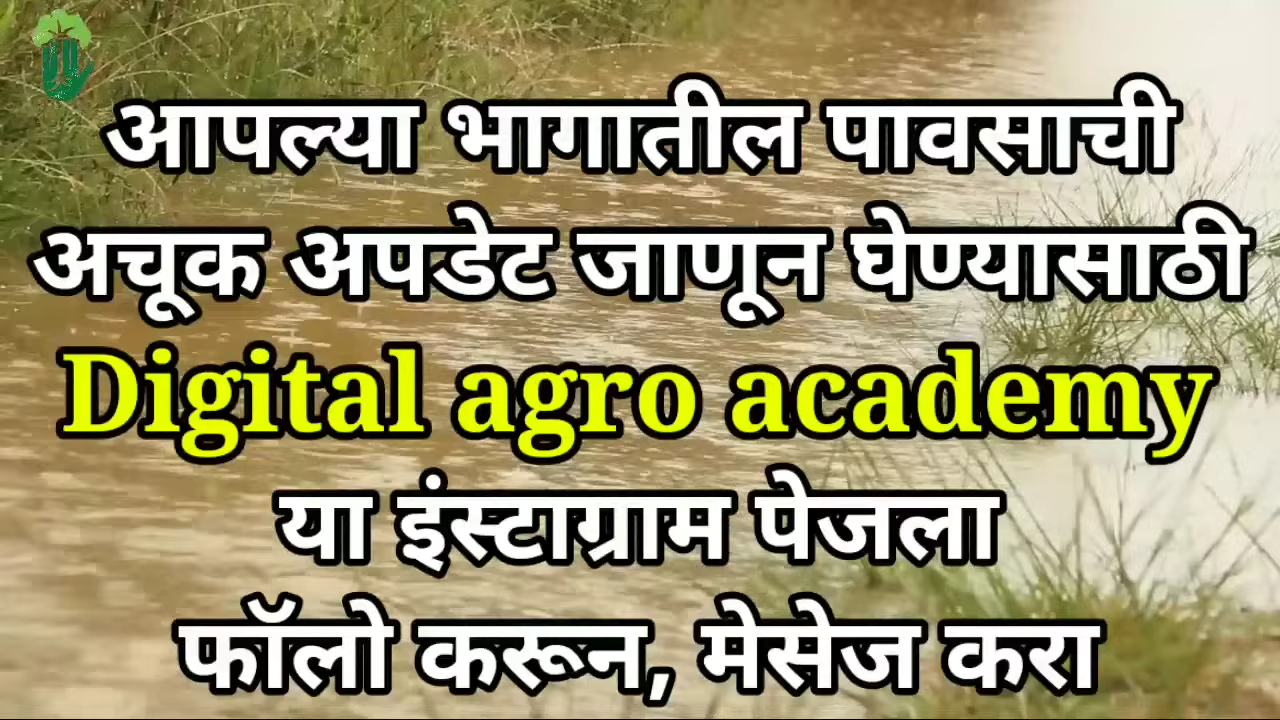 आपल्या भागातील पावसाची
अचूक अपडेट जाणून घेण्यासाठी
Digital agro academy
या इंस्टाग्राम पेजला
फॉलो करून, मेसेज करा